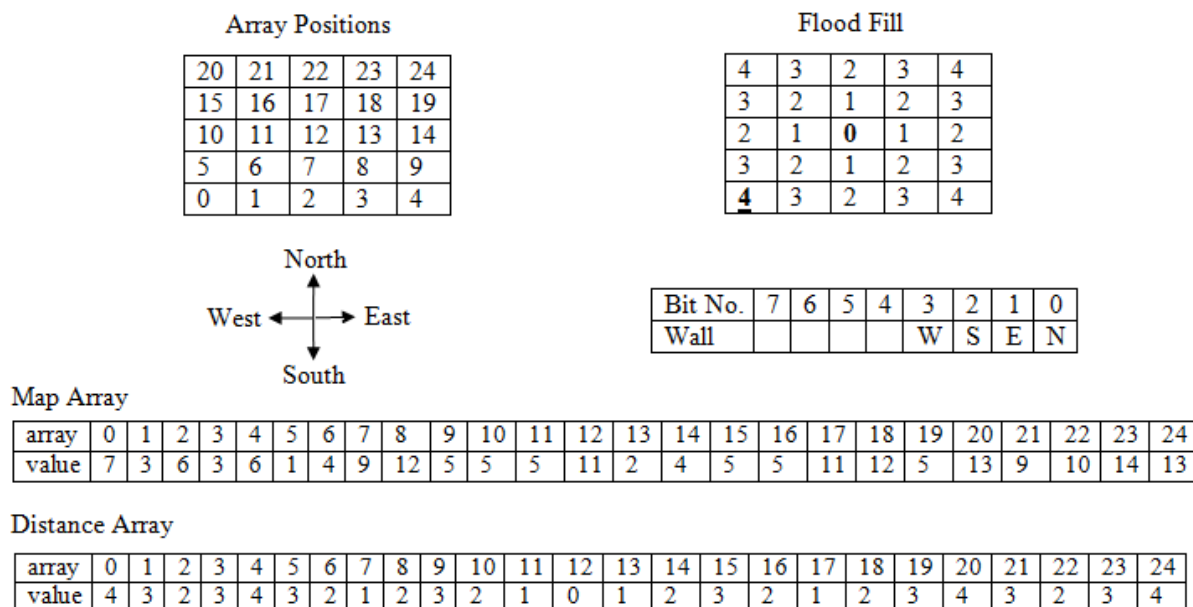 Array Positions
20 21 22 23 24
15 16 17 18 19
10 11 12 13 14
5 6 7 8 9
0 1 2 3 4
Flood Fill
4 3 2 3 4
3 2 1 2 3
2 1 0 1 2
3 2 1 2 3
4 3 2 3 4
North
West East
South
Bit No. 7 6 5 4 3 2 1 0
Wall W S E N
Map Array
array 0 1 2 3 4 5 6 7 8 9 10 11 12 13 14 15 16 17 18 19 20 21 22 23 24
value 7 3 6 3 6 1 4 9 12 5 5 5 11 2 4 5 5 11 12 5 13 9 10 14 13
Distance Array
array 0 1 2 3 4 5 6 7 8 9 10 11 12 13 14 15 16 17 18 19 20 21 22 23 24
value 4 3 2 3 4 3 2 1 2 3 2 1 0 1 2 3 2 1 2 3 4 3 2 3 4